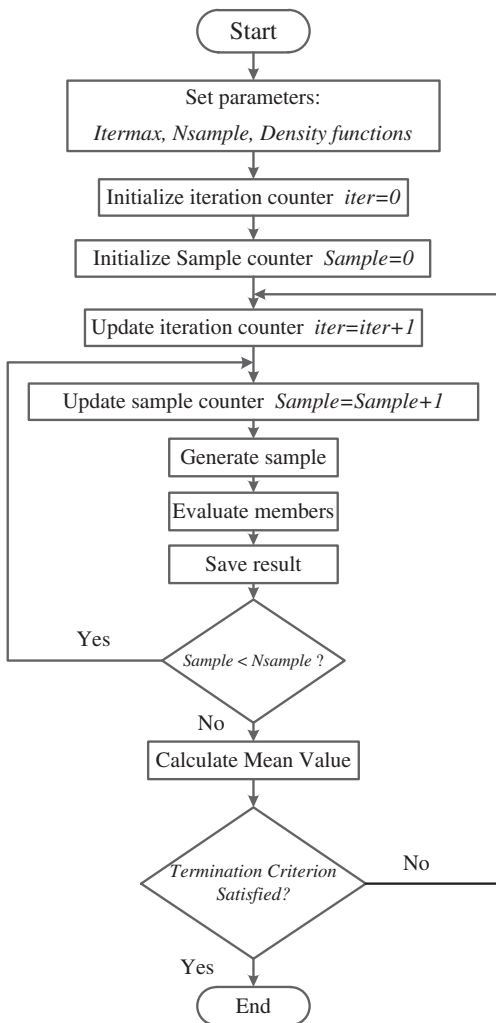 Start
Set parameters:
Itermax, Nsample, Density functions
Initialize iteration counter iter=0
Initialize Sample counter Sample=0
Update iteration counter iter=iter+1
Update sample counter Sample=Sample+1
Generate sample
Evaluate members
Save result
Yes
Sample < Nsample ?
No
Calculate Mean Value
Termination Criterion
Satisfied?
No
Yes
End